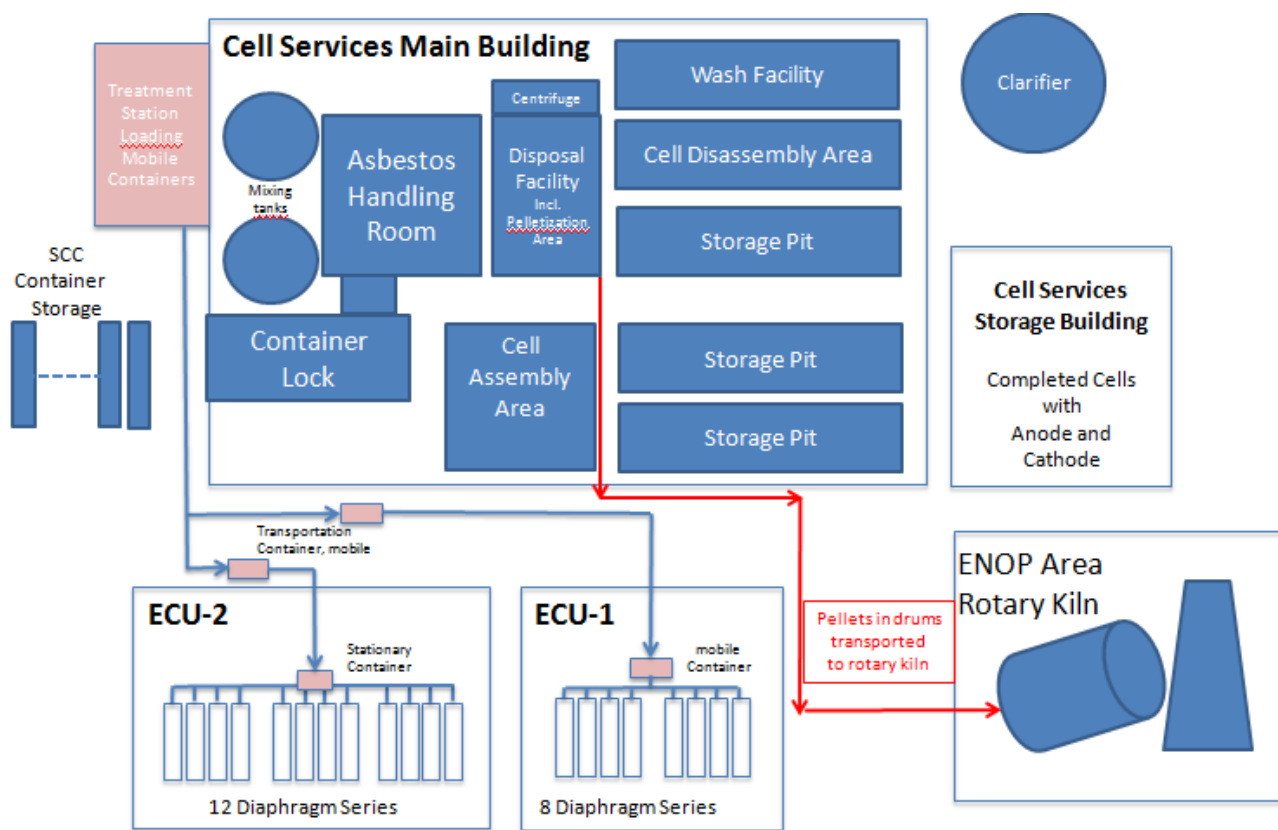 Cell Services Main Building
Treatment
Station
Loading
Mobile
Containers
Mixing
tanks
Asbestos
Handling
Room
Centrifuge
Disposal
Facility
Incl.
Pelletization
Area
Wash Facility
Cell Disassembly Area
Storage Pit
Clarifier
SCC
Container
Storage
Container
Lock
Cell
Assembly
Area
Storage Pit
Storage Pit
Cell Services
Storage Building
Completed Cells
with
Anode and
Cathode
Transportation
Container, mobile
ECU-2
Stationary
Container
12 Diaphragm Series
ECU-1
mobile
Container
8 Diaphragm Series
Pellets in drums
transported
to rotary kiln
ENOP Area
Rotary Kiln